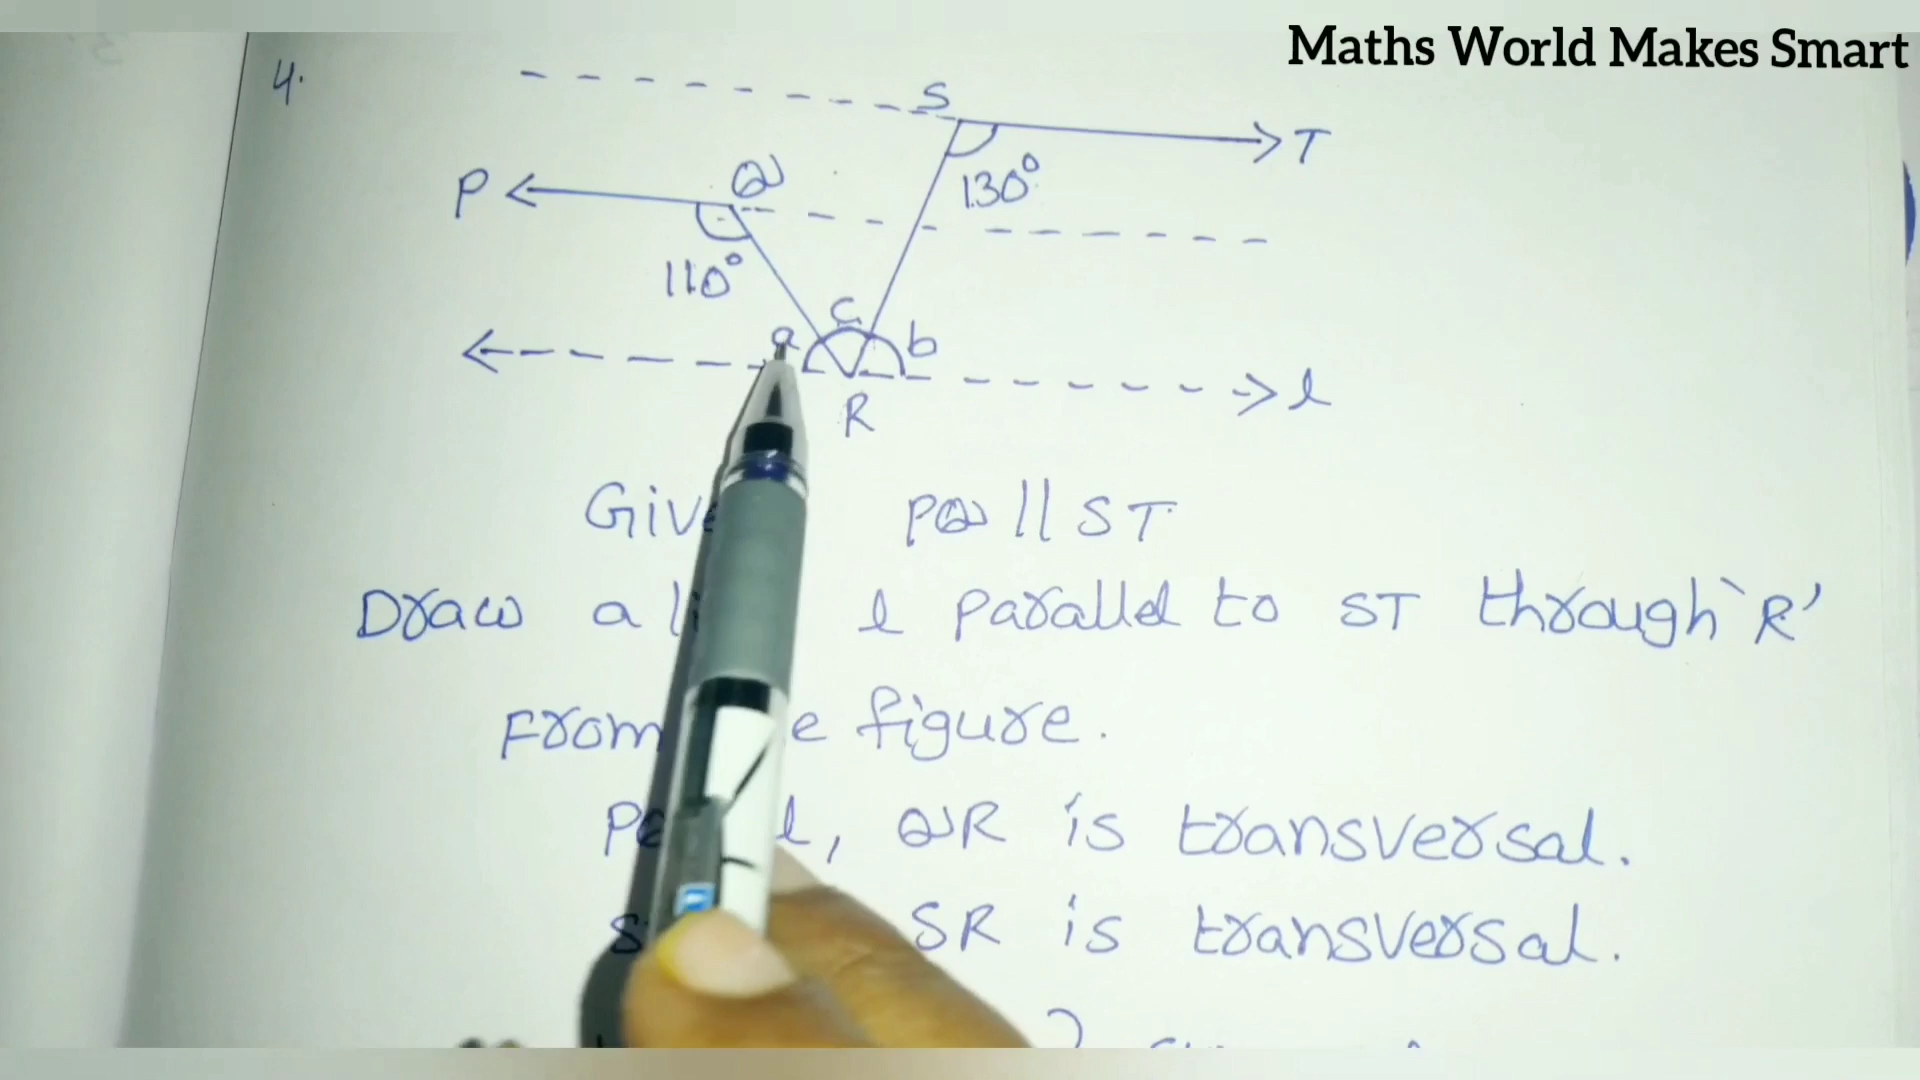 Maths World Makes Smart
4.
S
T
P
Q
130°
110°
c
a
b
l
R
PQ || ST
Draw a l parallel to ST through 'R'
From figure.
l, QR is transversal.
SR is transversal.